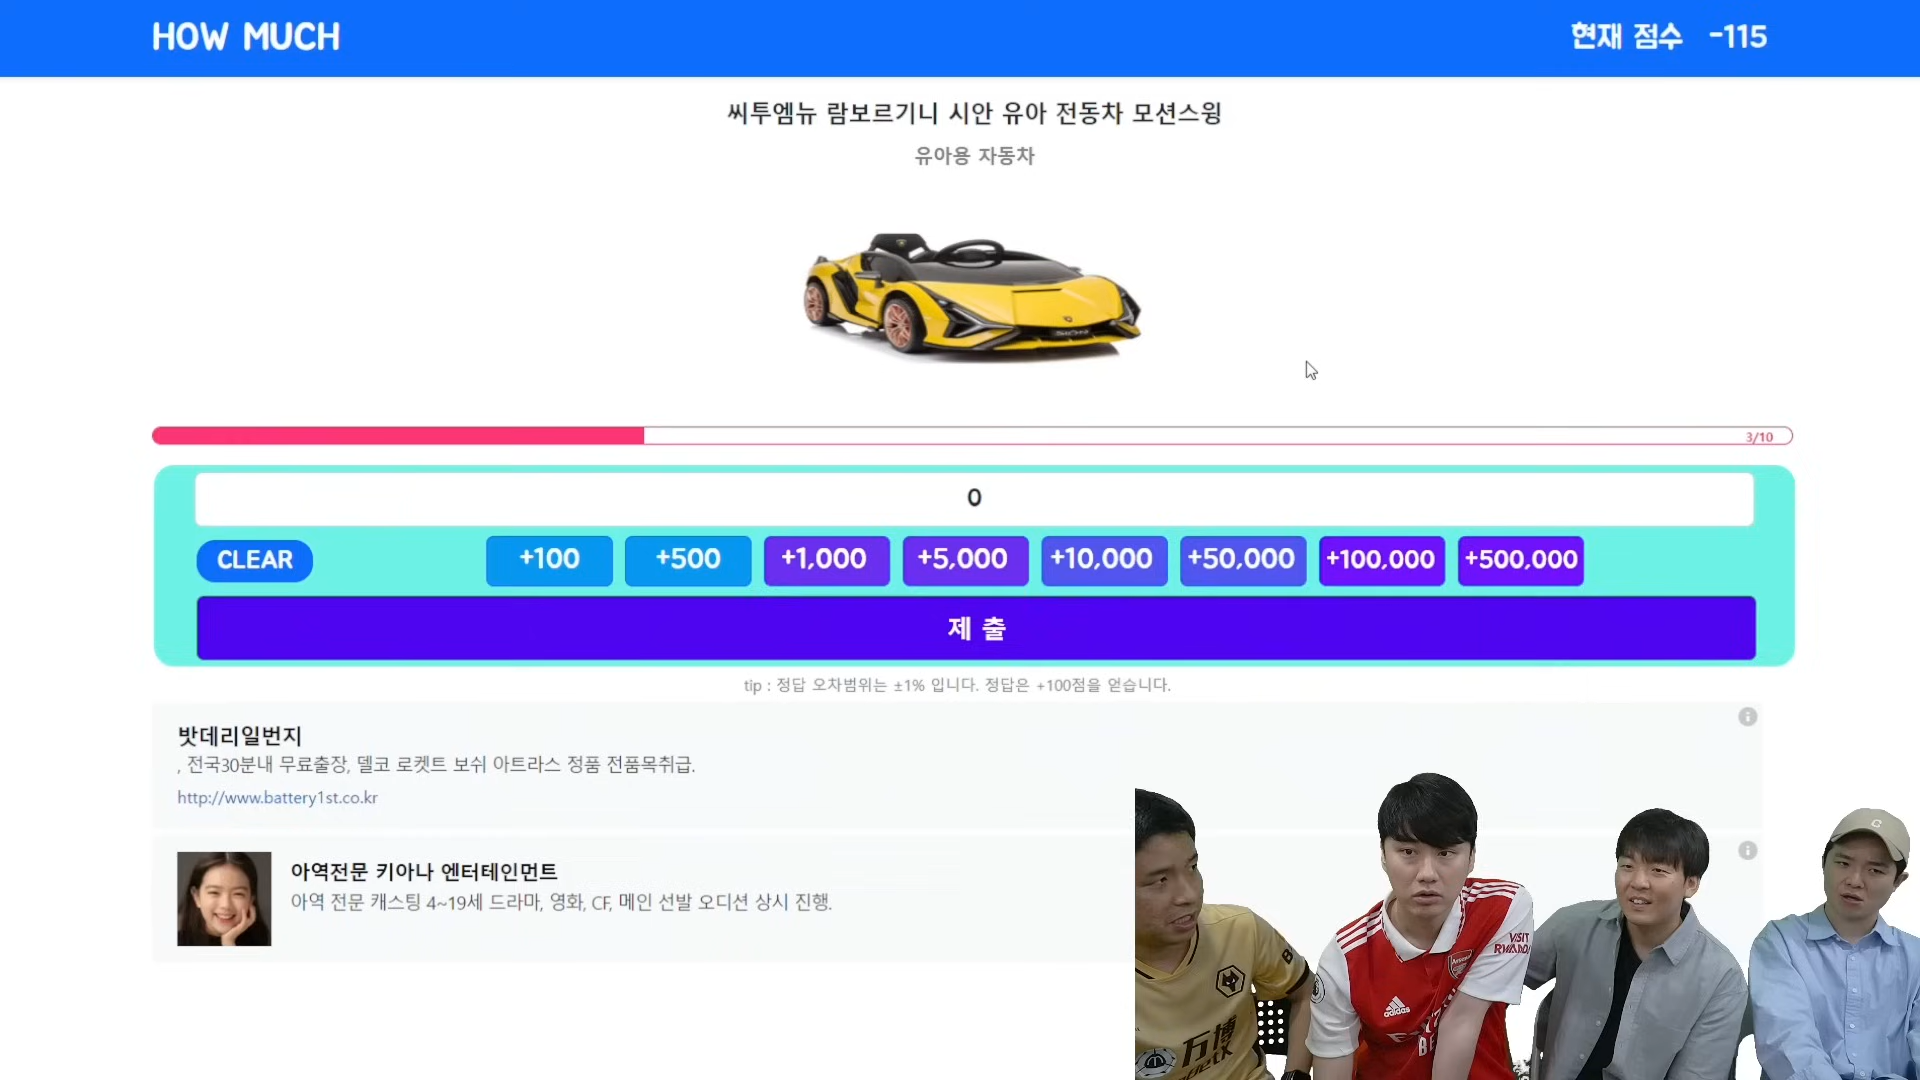 HOW MUCH
현재 점수 -115
씨투엠뉴 람보르기니 시안 유아 전동차 모션스윙
유아용 자동차
3/10
0
CLEAR
+100
+500
+1,000
+5,000
+10,000
+50,000
+100,000
+500,000
제 출
tip : 정답 오차범위는 ±1% 입니다. 정답은 +100점을 얻습니다.
밧데리일번지
, 전국30분내 무료출장, 델코 로켓트 보쉬 아트라스 정품 전품목취급.
http://www.battery1st.co.kr
아역전문 키아나 엔터테인먼트
아역 전문 캐스팅 4~19세 드라마, 영화, CF, 메인 선발 오디션 상시 진행.
VISIT
adidas
万博
C